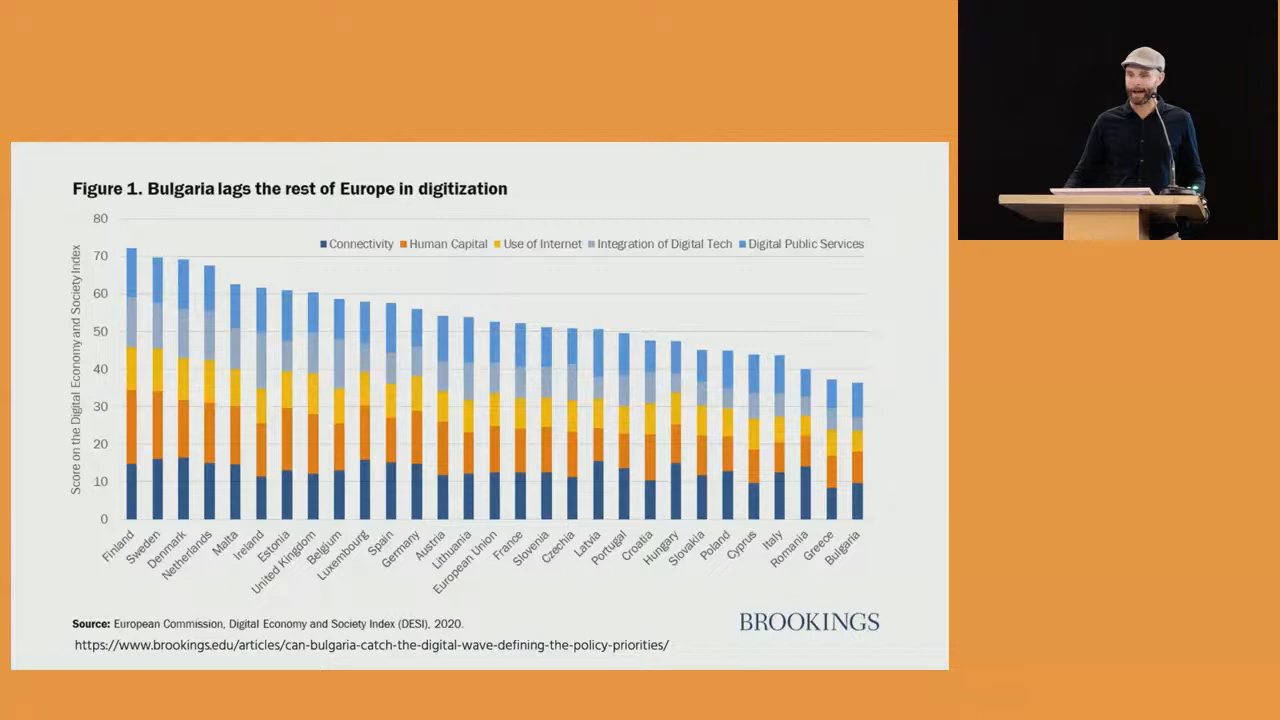 Figure 1. Bulgaria lags the rest of Europe in digitization
80
70
60
50
40
30
20
10
0
Score on the Digital Economy and Society Index
Connectivity Human Capital Use of Internet Integration of Digital Tech Digital Public Services
Finland
Sweden
Denmark
Netherlands
Malta
Ireland
Estonia
United Kingdom
Belgium
Luxembourg
Spain
Germany
Austria
Lithuania
European Union
France
Slovenia
Czechia
Latvia
Portugal
Croatia
Hungary
Slovakia
Poland
Cyprus
Italy
Romania
Greece
Bulgaria
Source: European Commission, Digital Economy and Society Index (DESI), 2020.
BROOKINGS
https://www.brookings.edu/articles/can-bulgaria-catch-the-digital-wave-defining-the-policy-priorities/